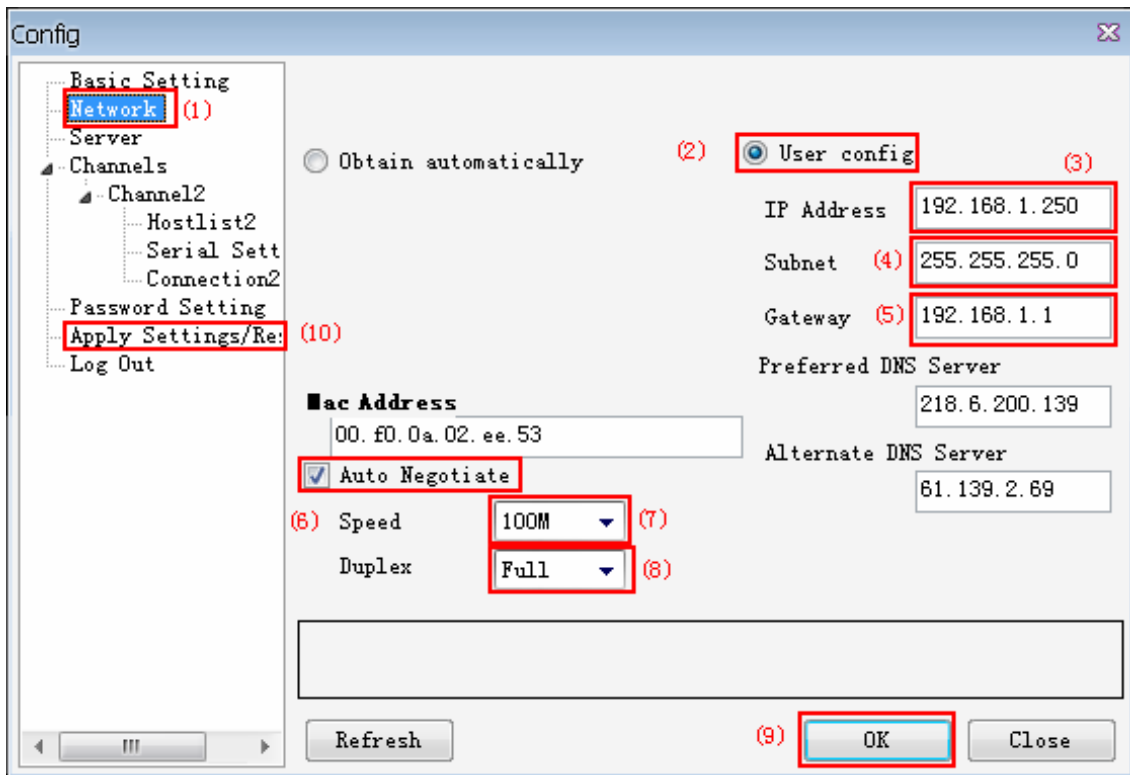 Config
Basic Setting
Network (1)
Server
Channels
Channel2
Hostlist2
Serial Sett
Connection2
Password Setting
Apply Settings/Re: (10)
Log Out
Obtain automatically
(2) User config
(3)
IP Address 192.168.1.250
Subnet (4) 255.255.255.0
Gateway (5) 192.168.1.1
Preferred DNS Server
218.6.200.139
Alternate DNS Server
61.139.2.69
Mac Address
00.f0.0a.02.ee.53
Auto Negotiate
(6) Speed 100M (7)
Duplex Full (8)
Refresh
(9) OK
Close